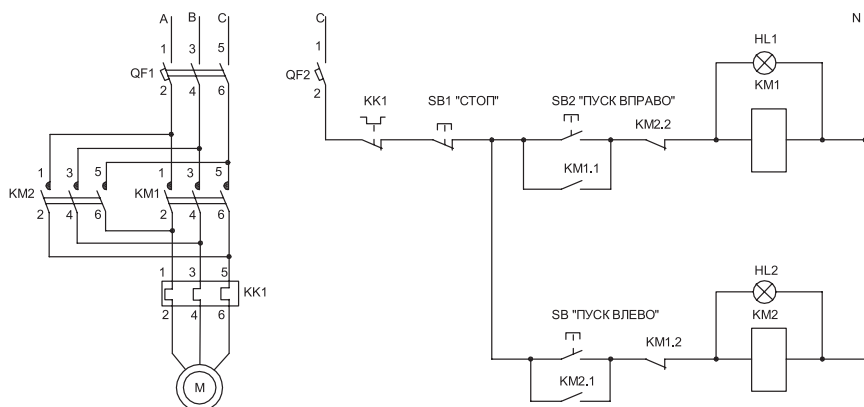 A B C
1 3 5
QF1
2 4 6
1 3 5 1 3 5
KM2 KM1
2 4 6 2 4 6
1 3 5
KK1
2 4 6
M
C N
1
QF2
2
KK1
SB1 "СТОП"
SB2 "ПУСК ВПРАВО"
KM2.2
HL1
KM1
KM1.1
SB "ПУСК ВЛЕВО"
KM1.2
HL2
KM2
KM2.1